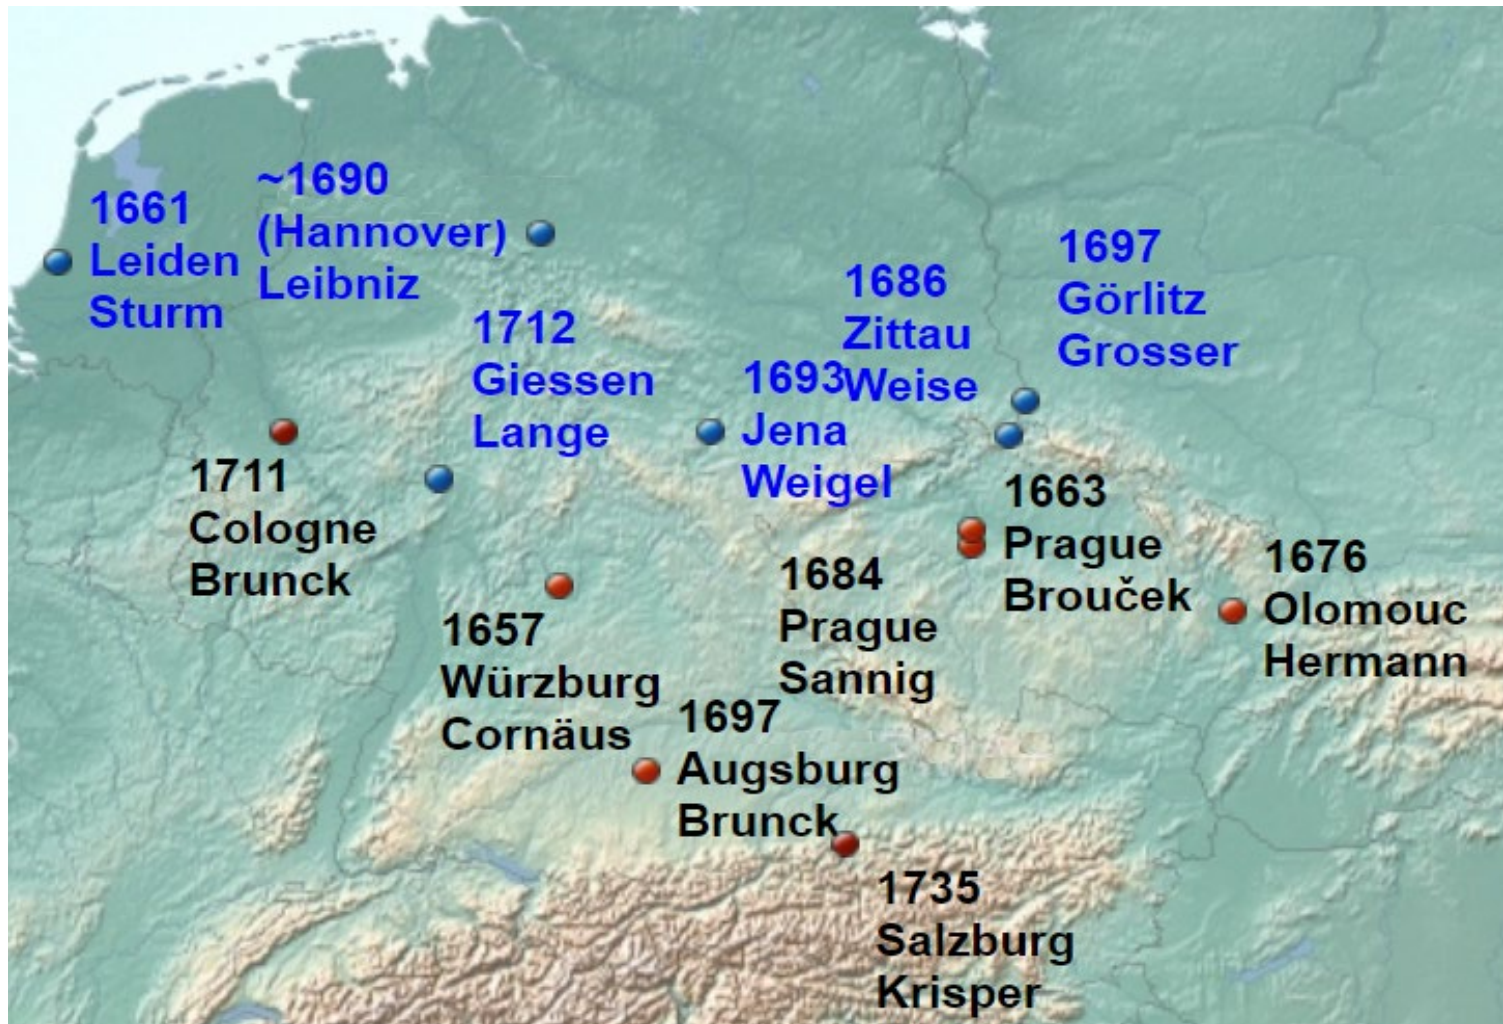 1661
Leiden
Sturm
~1690
(Hannover)
Leibniz
1712
Giessen
Lange
1693
Jena
Weigel
1686
Zittau
Weise
1697
Görlitz
Grosser
1711
Cologne
Brunck
1657
Würzburg
Cornäus
1684
Prague
Sannig
1663
Prague
Brouček
1676
Olomouc
Hermann
1697
Augsburg
Brunck
1735
Salzburg
Krisper